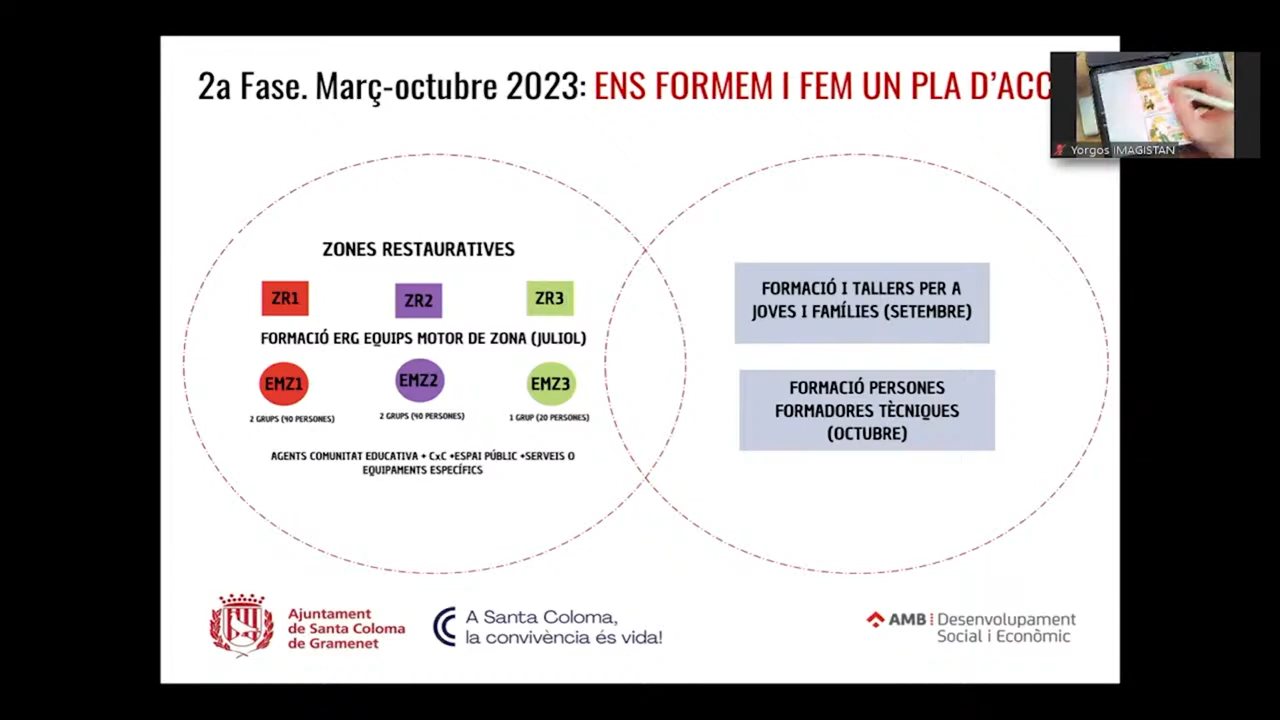 2a Fase. Març-octubre 2023: ENS FORMEM I FEM UN PLA D'ACC
Yorgos IMAGISTAN
ZONES RESTAURATIVES
ZR1 ZR2 ZR3
FORMACIÓ ERG EQUIPS MOTOR DE ZONA (JULIOL)
EMZ1 EMZ2 EMZ3
2 GRUPS (40 PERSONES) 2 GRUPS (40 PERSONES) 1 GRUP (20 PERSONES)
AGENTS COMUNITAT EDUCATIVA + CxC +ESPAI PÚBLIC +SERVEIS O
EQUIPAMENTS ESPECÍFICS
FORMACIÓ I TALLERS PER A
JOVES I FAMÍLIES (SETEMBRE)
FORMACIÓ PERSONES
FORMADORES TÈCNIQUES
(OCTUBRE)
Ajuntament
de Santa Coloma
de Gramenet
A Santa Coloma,
la convivència és vida!
AMB Desenvolupament
Social i Econòmic